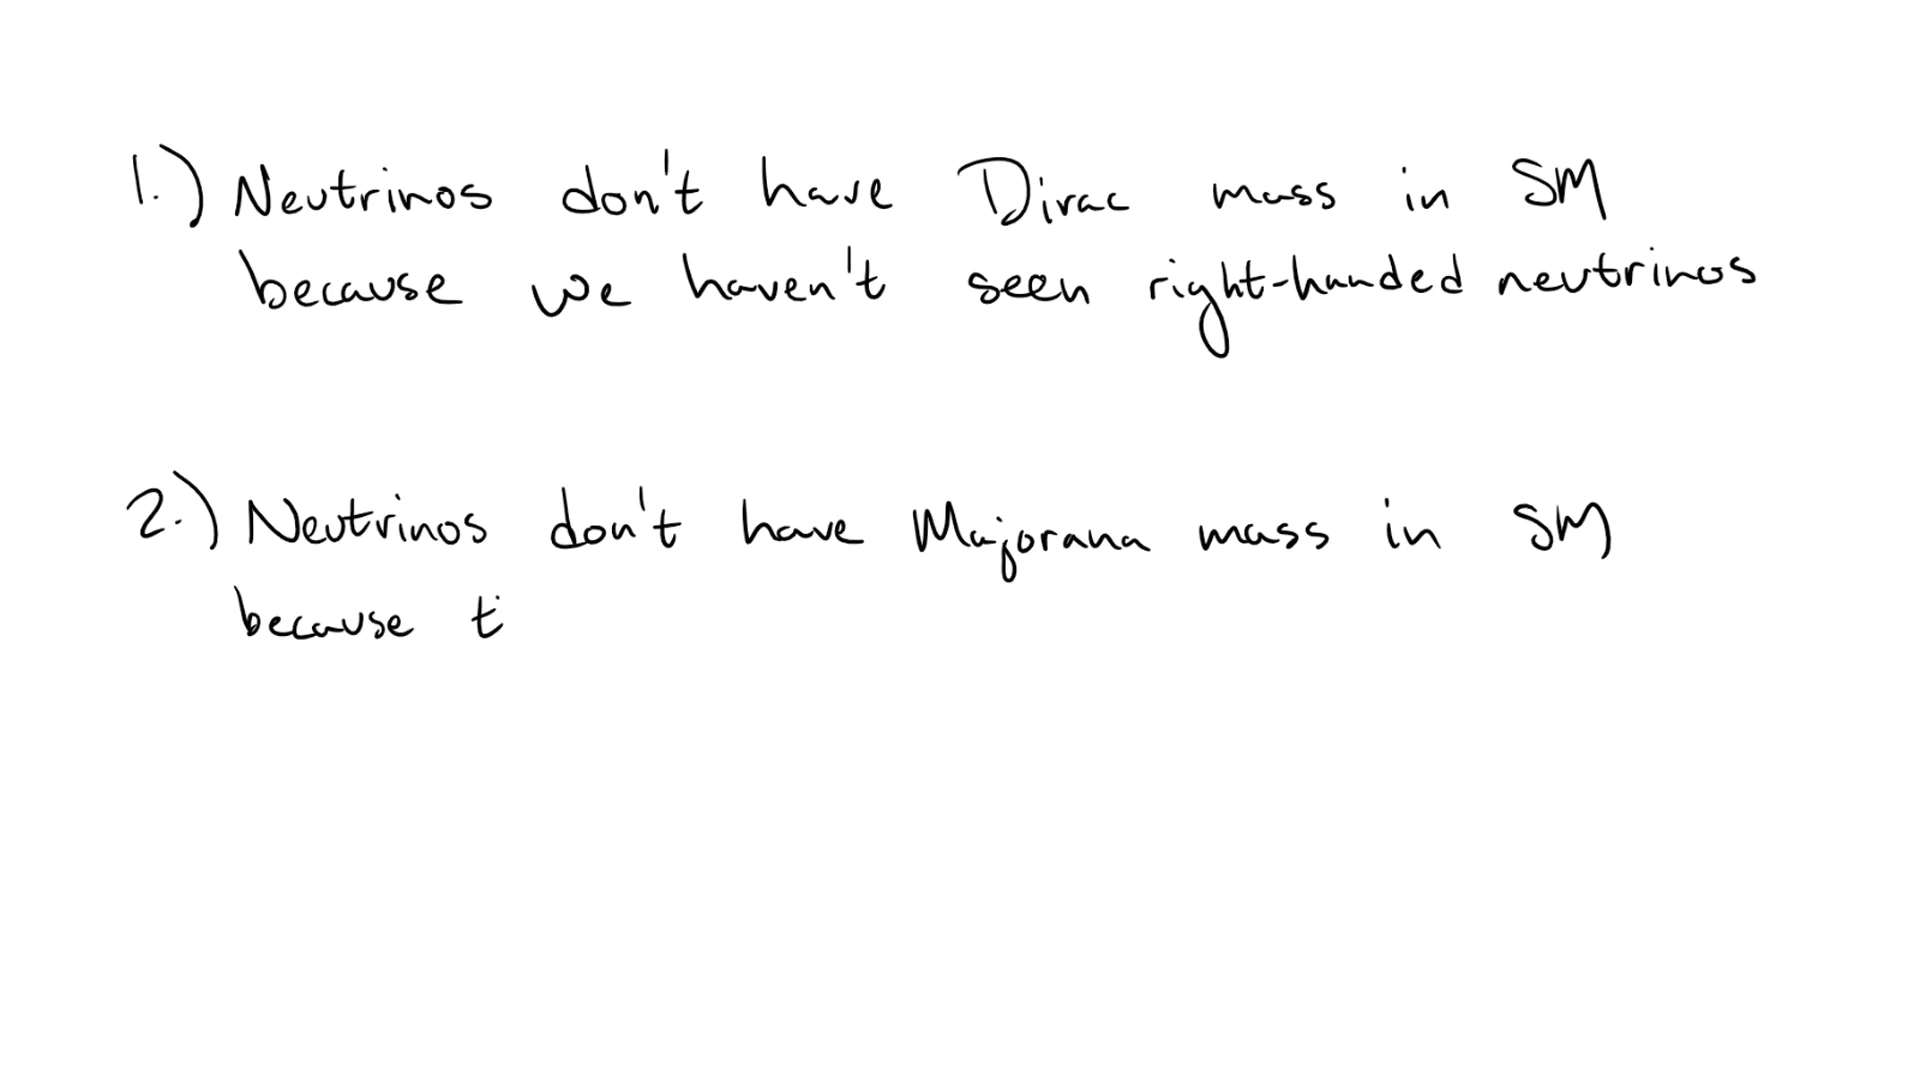 1.) Neutrinos don't have Dirac mass in SM
because we haven't seen right-handed neutrinos
2.) Neutrinos don't have Majorana mass in SM
because t